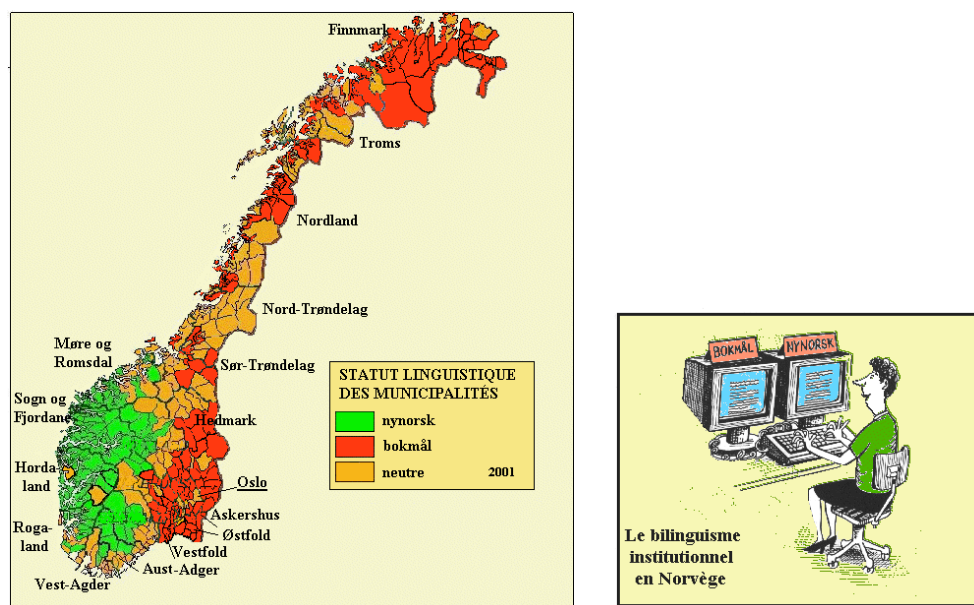 Finnmark
Troms
Nordland
Nord-Trøndelag
Møre og
Romsdal
Sør-Trøndelag
Sogn og
Fjordane
Hedmark
Horda-
land
Oslo
Roga-
land
Askershus
Østfold
Vestfold
Aust-Adger
Vest-Agder
STATUT LINGUISTIQUE
DES MUNICIPALITÉS
nynorsk
bokmål
neutre 2001
BOKMÅL
NYNORSK
Le bilinguisme
institutionnel
en Norvège